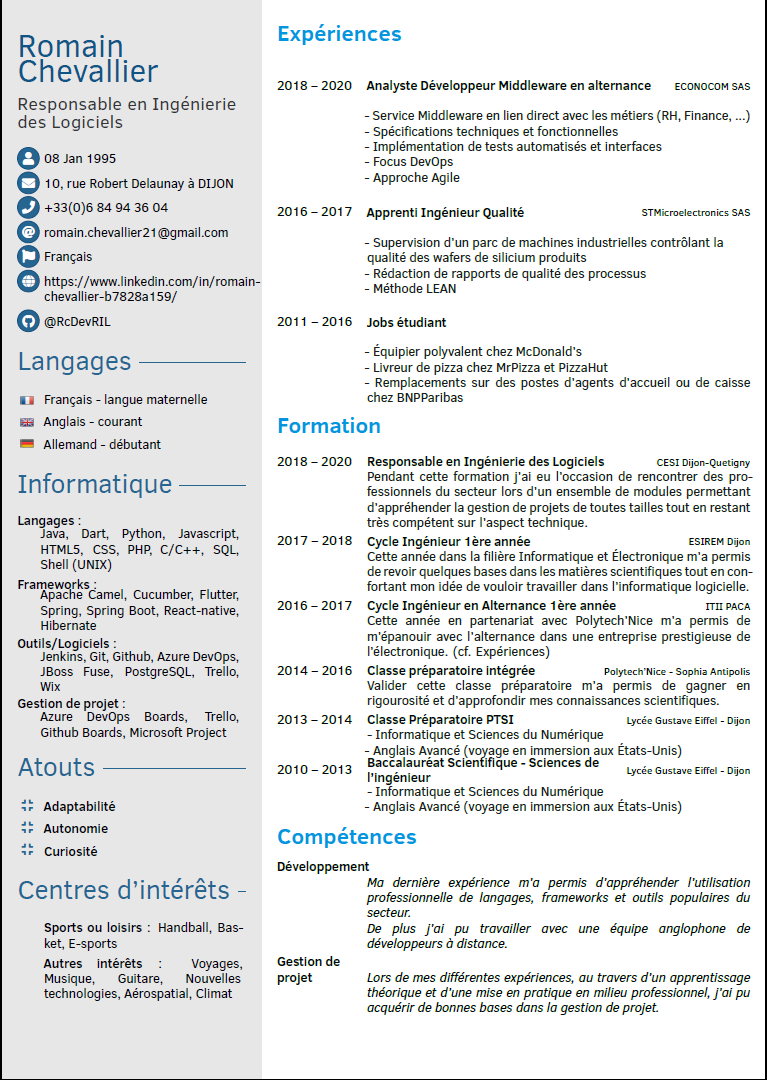 Romain
Chevallier
Responsable en Ingénierie
des Logiciels
08 Jan 1995
10, rue Robert Delaunay à DIJON
+33(0)6 84 94 36 04
romain.chevallier21@gmail.com
Français
https://www.linkedin.com/in/romain-
chevallier-b7828a159/
@RcDevRIL
Langages
Français - langue maternelle
Anglais - courant
Allemand - débutant
Informatique
Langages :
Java, Dart, Python, Javascript,
HTML5, CSS, PHP, C/C++, SQL,
Shell (UNIX)
Frameworks :
Apache Camel, Cucumber, Flutter,
Spring, Spring Boot, React-native,
Hibernate
Outils/Logiciels :
Jenkins, Git, Github, Azure DevOps,
JBoss Fuse, PostgreSQL, Trello,
Wix
Gestion de projet :
Azure DevOps Boards, Trello,
Github Boards, Microsoft Project
Atouts
Adaptabilité
Autonomie
Curiosité
Centres d'intérêts
Sports ou loisirs : Handball, Bas-
ket, E-sports
Autres intérêts : Voyages,
Musique, Guitare, Nouvelles
technologies, Aérospatial, Climat
Expériences
2018 – 2020 Analyste Développeur Middleware en alternance ECONOCOM SAS
- Service Middleware en lien direct avec les métiers (RH, Finance, ...)
- Spécifications techniques et fonctionnelles
- Implémentation de tests automatisés et interfaces
- Focus DevOps
- Approche Agile
2016 – 2017 Apprenti Ingénieur Qualité STMicroelectronics SAS
- Supervision d'un parc de machines industrielles contrôlant la
qualité des wafers de silicium produits
- Rédaction de rapports de qualité des processus
- Méthode LEAN
2011 – 2016 Jobs étudiant
- Équipier polyvalent chez McDonald's
- Livreur de pizza chez MrPizza et PizzaHut
- Remplacements sur des postes d'agents d'accueil ou de caisse
chez BNPParibas
Formation
2018 – 2020 Responsable en Ingénierie des Logiciels CESI Dijon-Quetigny
Pendant cette formation j'ai eu l'occasion de rencontrer des pro-
fessionnels du secteur lors d'un ensemble de modules permettant
d'appréhender la gestion de projets de toutes tailles tout en restant
très compétent sur l'aspect technique.
2017 – 2018 Cycle Ingénieur 1ère année ESIREM Dijon
Cette année dans la filière Informatique et Électronique m'a permis
de revoir quelques bases dans les matières scientifiques tout en con-
fortant mon idée de vouloir travailler dans l'informatique logicielle.
2016 – 2017 Cycle Ingénieur en Alternance 1ère année ITII PACA
Cette année en partenariat avec Polytech'Nice m'a permis de
m'épanouir avec l'alternance dans une entreprise prestigieuse de
l'électronique. (cf. Expériences)
2014 – 2016 Classe préparatoire intégrée Polytech'Nice - Sophia Antipolis
Valider cette classe préparatoire m'a permis de gagner en
rigourosité et d'approfondir mes connaissances scientifiques.
2013 – 2014 Classe Préparatoire PTSI Lycée Gustave Eiffel - Dijon
- Informatique et Sciences du Numérique
- Anglais Avancé (voyage en immersion aux États-Unis)
2010 – 2013 Baccalauréat Scientifique - Sciences de
l'ingénieur Lycée Gustave Eiffel - Dijon
- Informatique et Sciences du Numérique
- Anglais Avancé (voyage en immersion aux États-Unis)
Compétences
Développement
Ma dernière expérience m'a permis d'appréhender l'utilisation
professionnelle de langages, frameworks et outils populaires du
secteur.
De plus j'ai pu travailler avec une équipe anglophone de
développeurs à distance.
Gestion de
projet
Lors de mes différentes expériences, au travers d'un apprentissage
théorique et d'une mise en pratique en milieu professionnel, j'ai pu
acquérir de bonnes bases dans la gestion de projet.